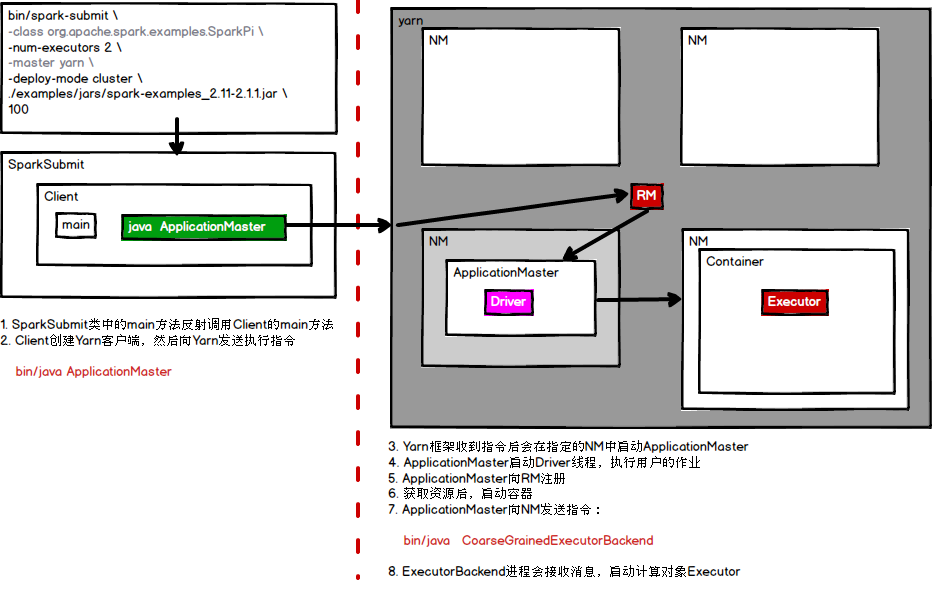 bin/spark-submit \
-class org.apache.spark.examples.SparkPi \
-num-executors 2 \
-master yarn \
-deploy-mode cluster \
./examples/jars/spark-examples_2.11-2.1.1.jar \
100
SparkSubmit
Client
main
java ApplicationMaster
1. SparkSubmit类中的main方法反射调用Client的main方法
2. Client创建Yarn客户端，然后向Yarn发送执行指令
bin/java ApplicationMaster
yarn
NM
NM
RM
NM
ApplicationMaster
Driver
NM
Container
Executor
3. Yarn框架收到指令后会在指定的NM中启动ApplicationMaster
4. ApplicationMaster启动Driver线程，执行用户的作业
5. ApplicationMaster向RM注册
6. 获取资源后，启动容器
7. ApplicationMaster向NM发送指令：
bin/java CoarseGrainedExecutorBackend
8. ExecutorBackend进程会接收消息，启动计算对象Executor